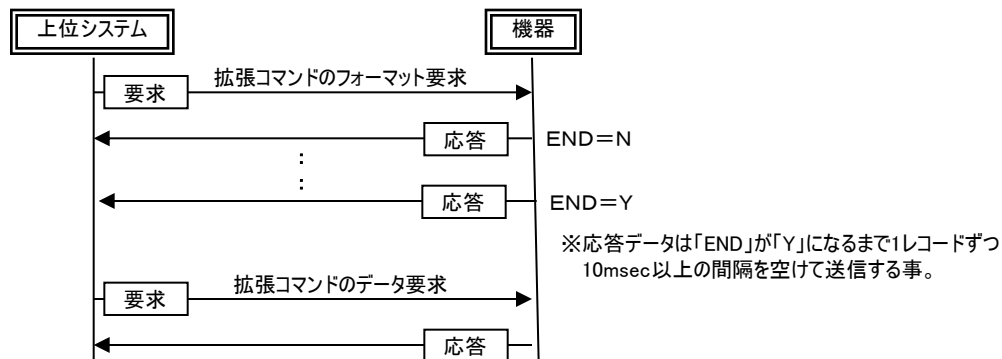 上位システム
機器
拡張コマンドのフォーマット要求
要求
応答
END=N
:
:
応答
END=Y
※応答データは「END」が「Y」になるまで1レコードずつ
10msec以上の間隔を空けて送信する事。
拡張コマンドのデータ要求
要求
応答